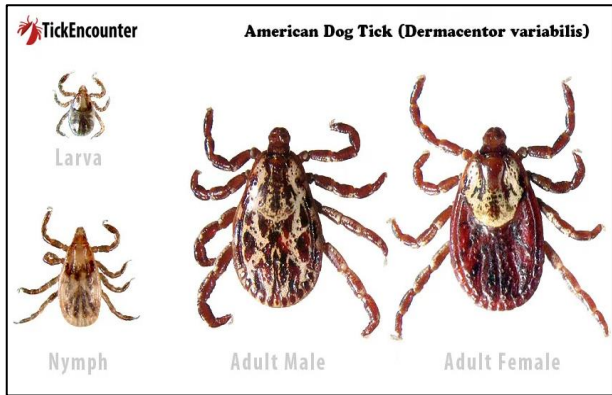 TickEncounter
American Dog Tick (Dermacentor variabilis)
Larva
Nymph
Adult Male
Adult Female